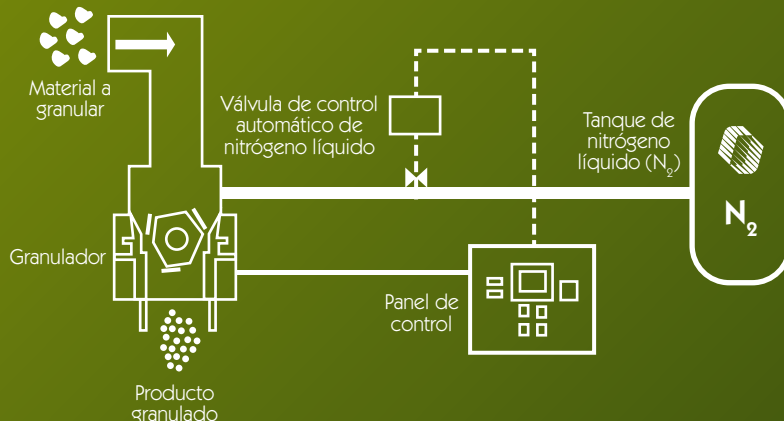 Material a
granular
Válvula de control
automático de
nitrógeno líquido
Tanque de
nitrógeno
líquido (N₂)
N₂
Granulador
Panel de
control
Producto
granulado